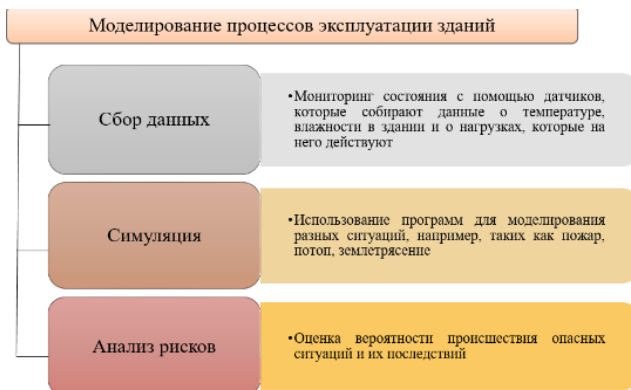 Моделирование процессов эксплуатации зданий
Сбор данных
•Мониторинг состояния с помощью датчиков,
которые собирают данные о температуре,
влажности в здании и о нагрузках, которые на
него действуют
Симуляция
•Использование программ для моделирования
разных ситуаций, например, таких как пожар,
потоп, землетрясение
Анализ рисков
•Оценка вероятности происшествия опасных
ситуаций и их последствий